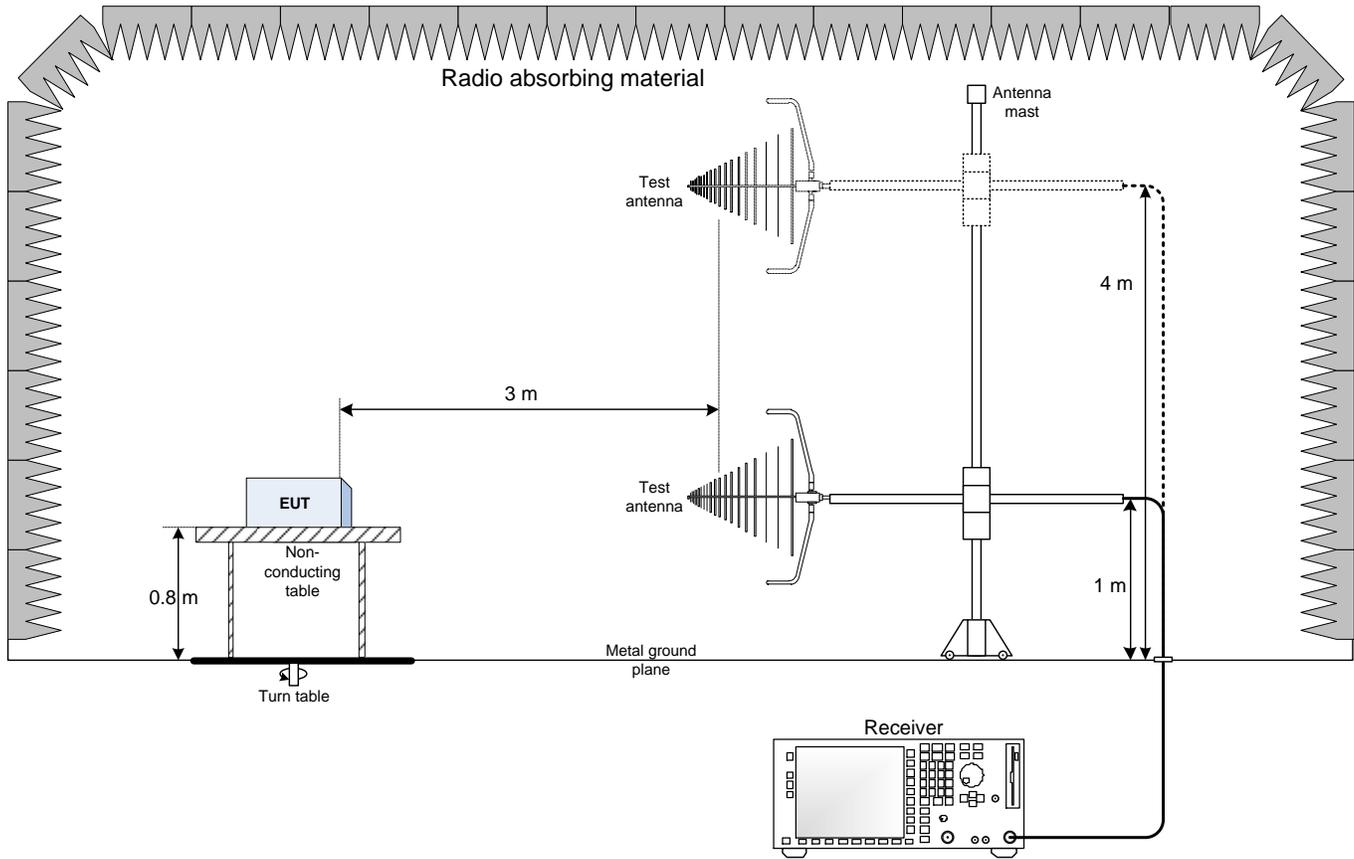 Radio absorbing material
Antenna
mast
Test
antenna
4 m
3 m
Test
antenna
EUT
Non-
conducting
table
0.8 m
1 m
Metal ground
plane
Turn table
Receiver